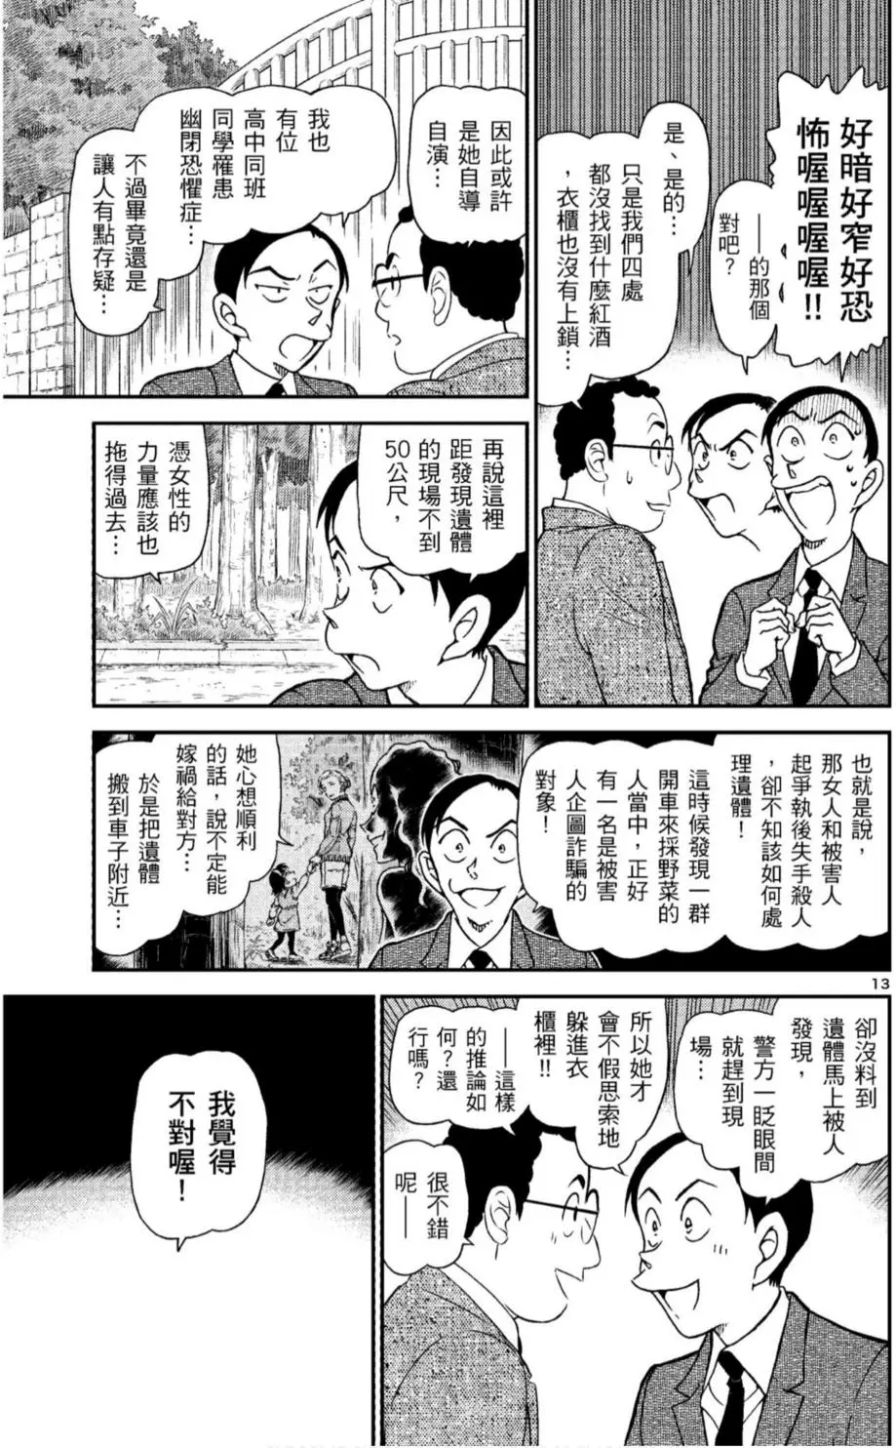 好暗好窄好恐
怖喔喔喔喔!!
——的那個
對吧?
是、是的…
只是我們四處
都沒找到什麼紅酒
,衣櫃也沒有上鎖…
因此或許
是她自導
自演…
我也
有位
高中同班
同學罹患
幽閉恐懼症…
不過畢竟還是
讓人有點存疑…
再說這裡
距發現遺體
的現場不到
50公尺,
憑女性的
力量應該也
拖得過去…
也就是說,
那女人和被害人
起爭執後失手殺人
,卻不知該如何處
理遺體!
這時候發現一群
開車來採野菜的
人當中,正好
有一名是被害
人企圖詐騙的
對象!
她心想順利
的話,說不定能
嫁禍給對方…
於是把遺體
搬到車子附近…
13
卻沒料到
遺體馬上被人
發現,
警方一眨眼間
就趕到現
場…
所以她才
會不假思索地
躲進衣
櫃裡!!
——這樣
的推論如
何?還
行嗎?
很不錯
呢——
我覺得
不對喔!